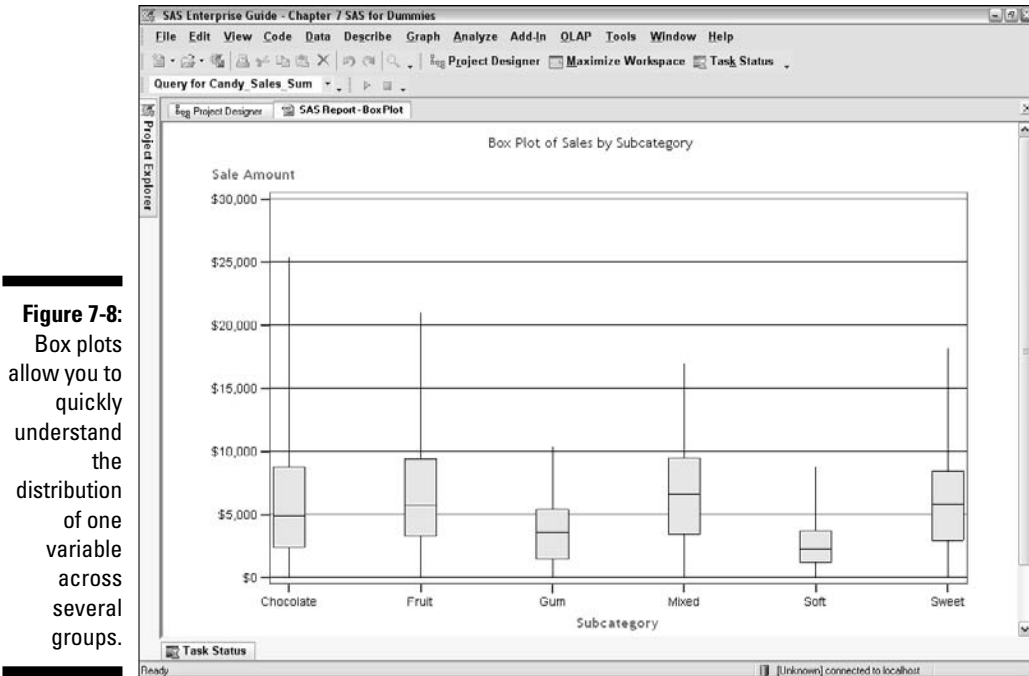 SAS Enterprise Guide - Chapter 7 SAS for Dummies
File Edit View Code Data Describe Graph Analyze Add-In OLAP Tools Window Help
Project Designer Maximize Workspace Task Status
Query for Candy_Sales_Sum
Project Designer SAS Report - Box Plot
Project Explorer
Box Plot of Sales by Subcategory
Sale Amount
$30,000
$25,000
$20,000
$15,000
$10,000
$5,000
$0
Chocolate Fruit Gum Mixed Soft Sweet
Subcategory
Task Status
Ready [Unknown] connected to localhost
Figure 7-8:
Box plots
allow you to
quickly
understand
the
distribution
of one
variable
across
several
groups.